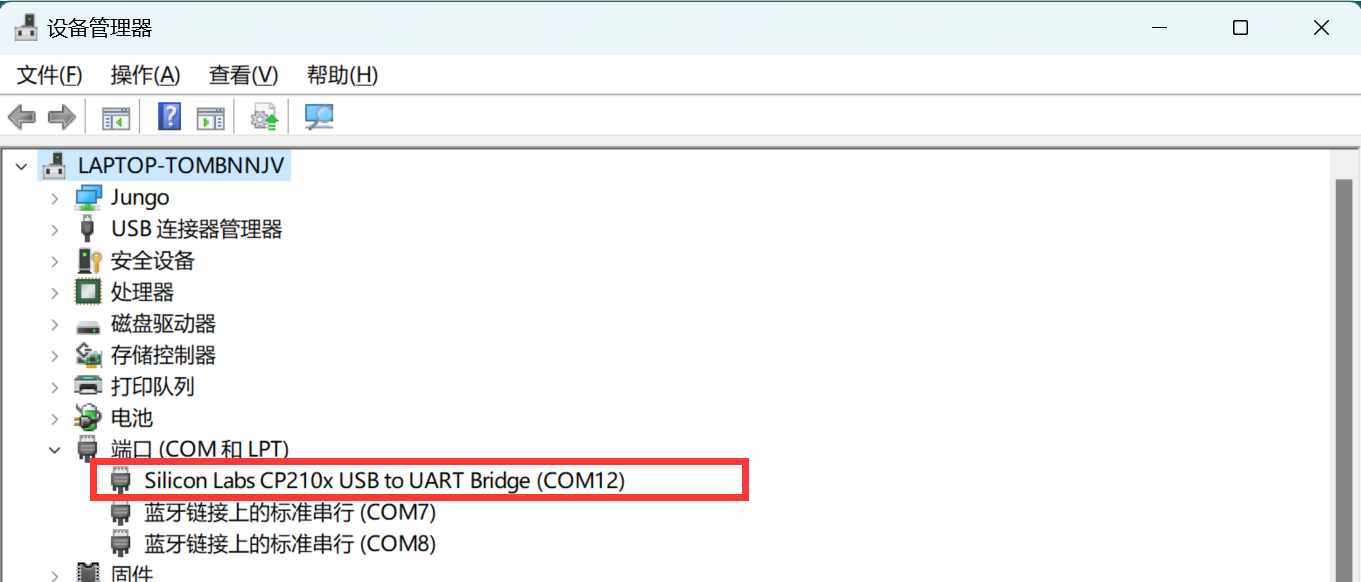 设备管理器
文件(F) 操作(A) 查看(V) 帮助(H)
LAPTOP-TOMBNNJV
Jungo
USB 连接器管理器
安全设备
处理器
磁盘驱动器
存储控制器
打印队列
电池
端口 (COM 和 LPT)
Silicon Labs CP210x USB to UART Bridge (COM12)
蓝牙链接上的标准串行 (COM7)
蓝牙链接上的标准串行 (COM8)
固件